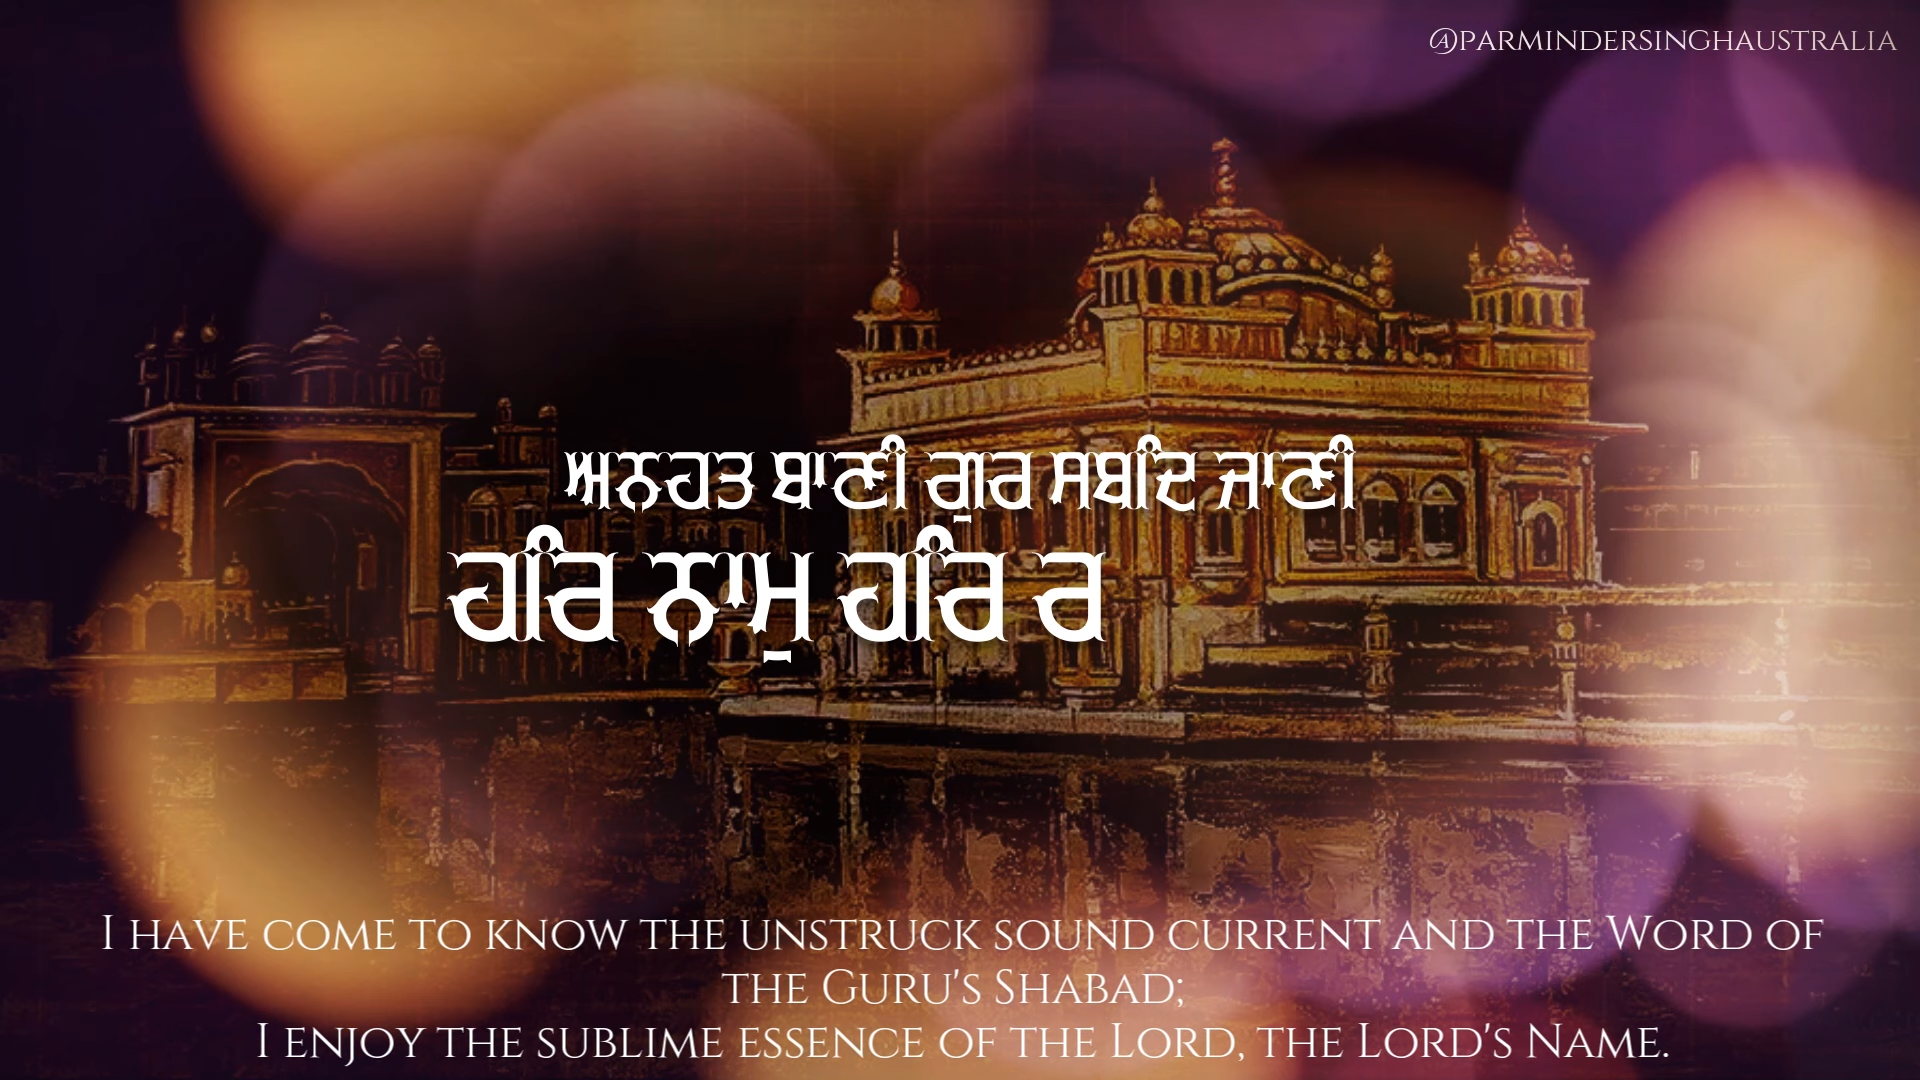 @parmindersinghaustralia
ਅਨਹਤ ਬਾਣੀ ਗੁਰ ਸਬਦਿ ਜਾਣੀ
ਹਰਿ ਨਾਮੁ ਹਰਿ ਰ
I have come to know the unstruck sound current and the Word of
the Guru's Shabad;
I enjoy the sublime essence of the Lord, the Lord's Name.